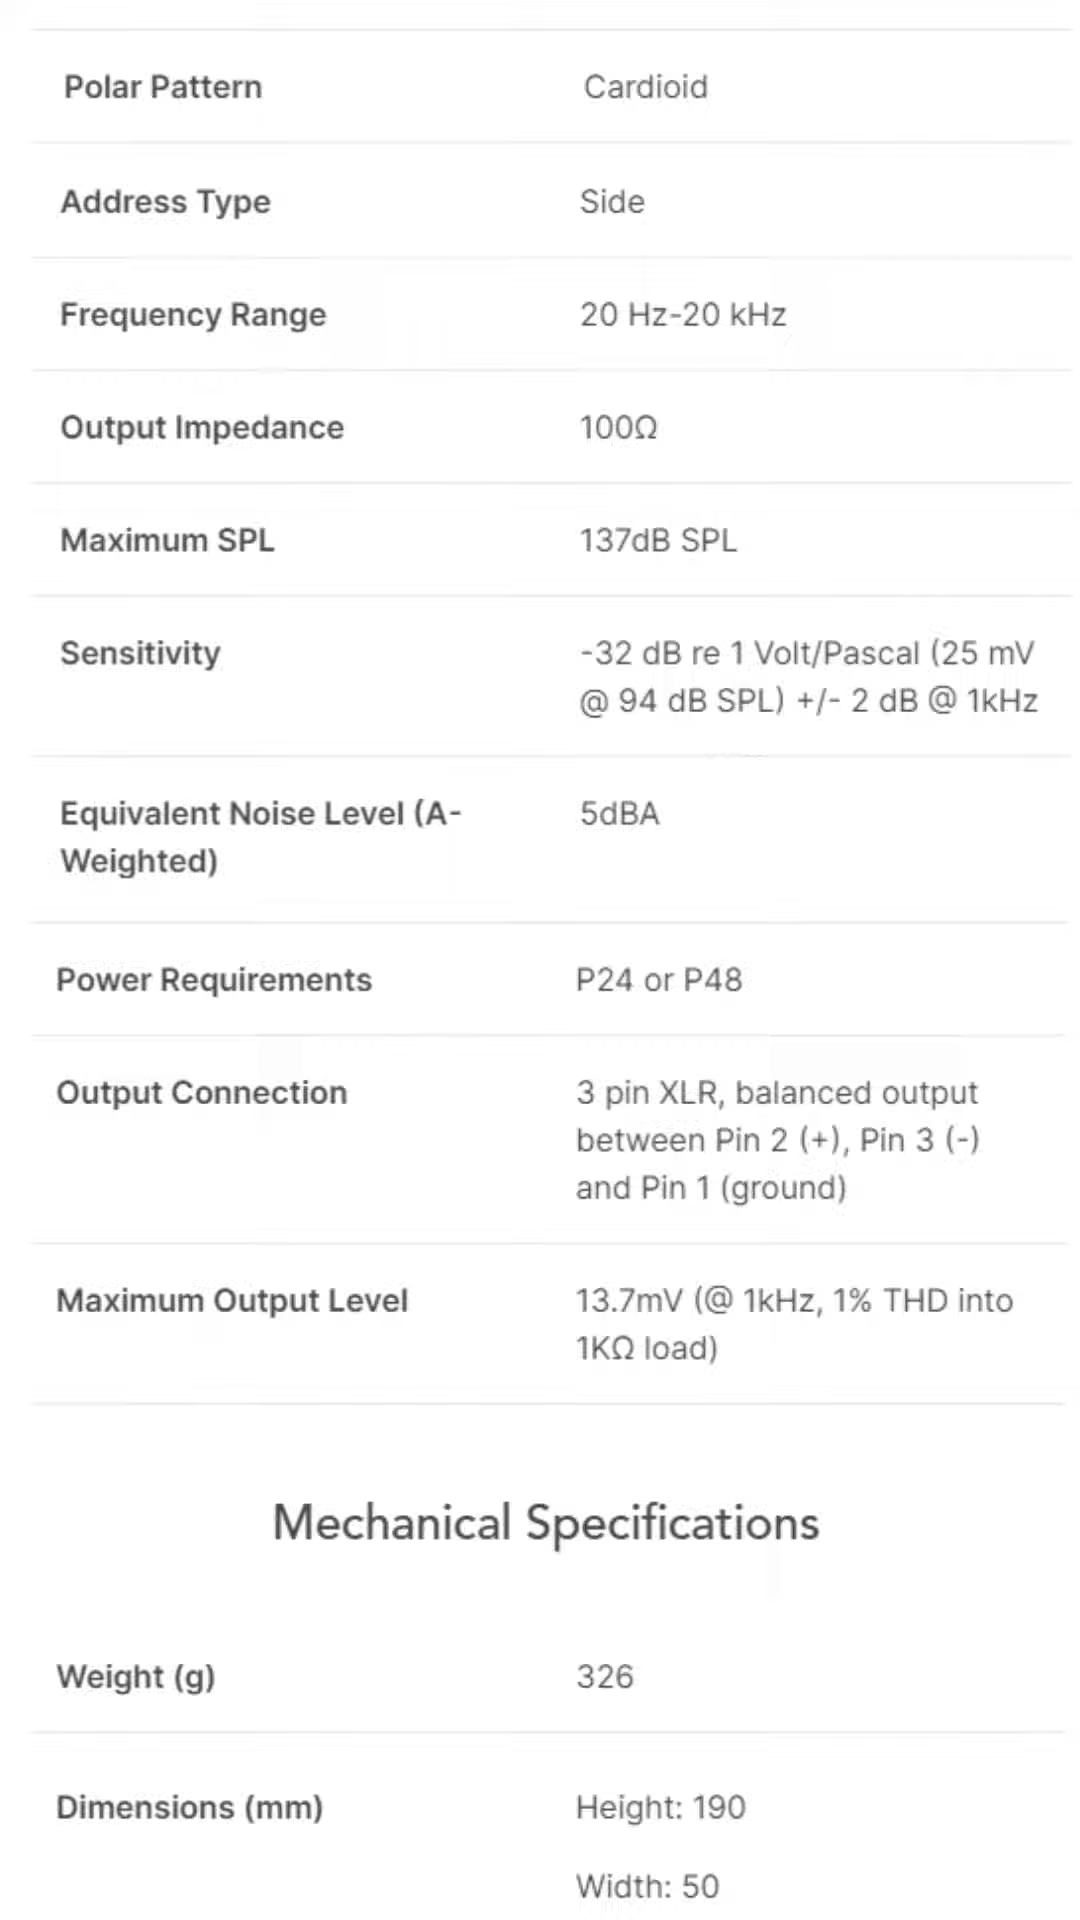 Polar Pattern Cardioid
Address Type Side
Frequency Range 20 Hz-20 kHz
Output Impedance 100Ω
Maximum SPL 137dB SPL
Sensitivity -32 dB re 1 Volt/Pascal (25 mV
@ 94 dB SPL) +/- 2 dB @ 1kHz
Equivalent Noise Level (A- 5dBA
Weighted)
Power Requirements P24 or P48
Output Connection 3 pin XLR, balanced output
between Pin 2 (+), Pin 3 (-)
and Pin 1 (ground)
Maximum Output Level 13.7mV (@ 1kHz, 1% THD into
1KΩ load)
Mechanical Specifications
Weight (g) 326
Dimensions (mm) Height: 190
Width: 50